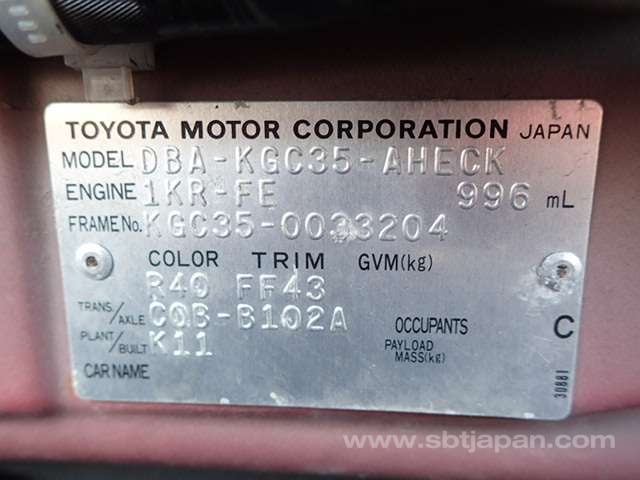 TOYOTA MOTOR CORPORATION JAPAN
MODEL DBA-KGC35-AHECK
ENGINE 1KR-FE 996 mL
FRAME No. KGC35-0033204
COLOR TRIM GVM(kg)
R40 FF43
TRANS/AXLE C0B-B102A OCCUPANTS C
PLANT/BUILT K11 PAYLOAD MASS(kg)
CAR NAME
30881
www.sbtjapan.com